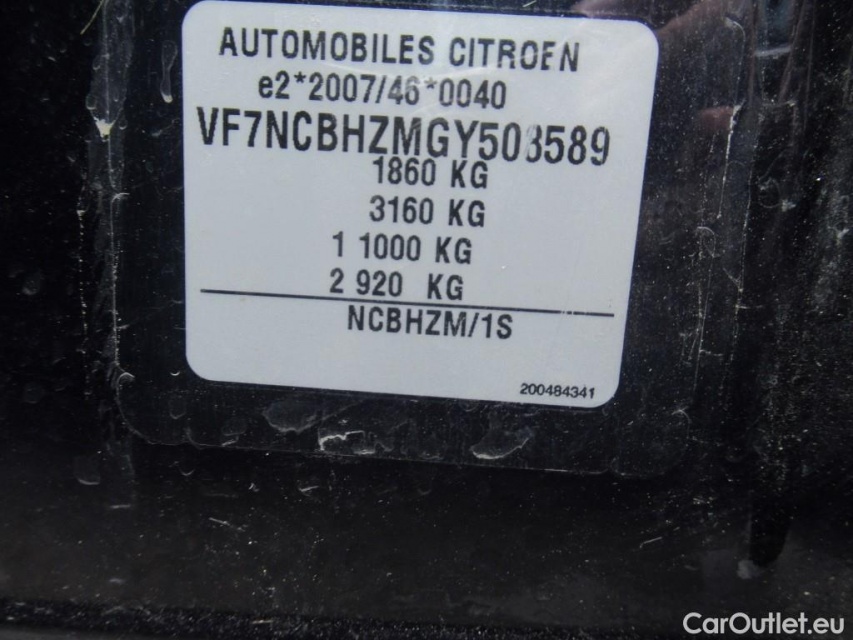 AUTOMOBILES CITROEN
e2*2007/46*0040
VF7NCBHZMGY508589
1860 KG
3160 KG
1 1000 KG
2 920 KG
NCBHZM/1S
200484341
CarOutlet.eu